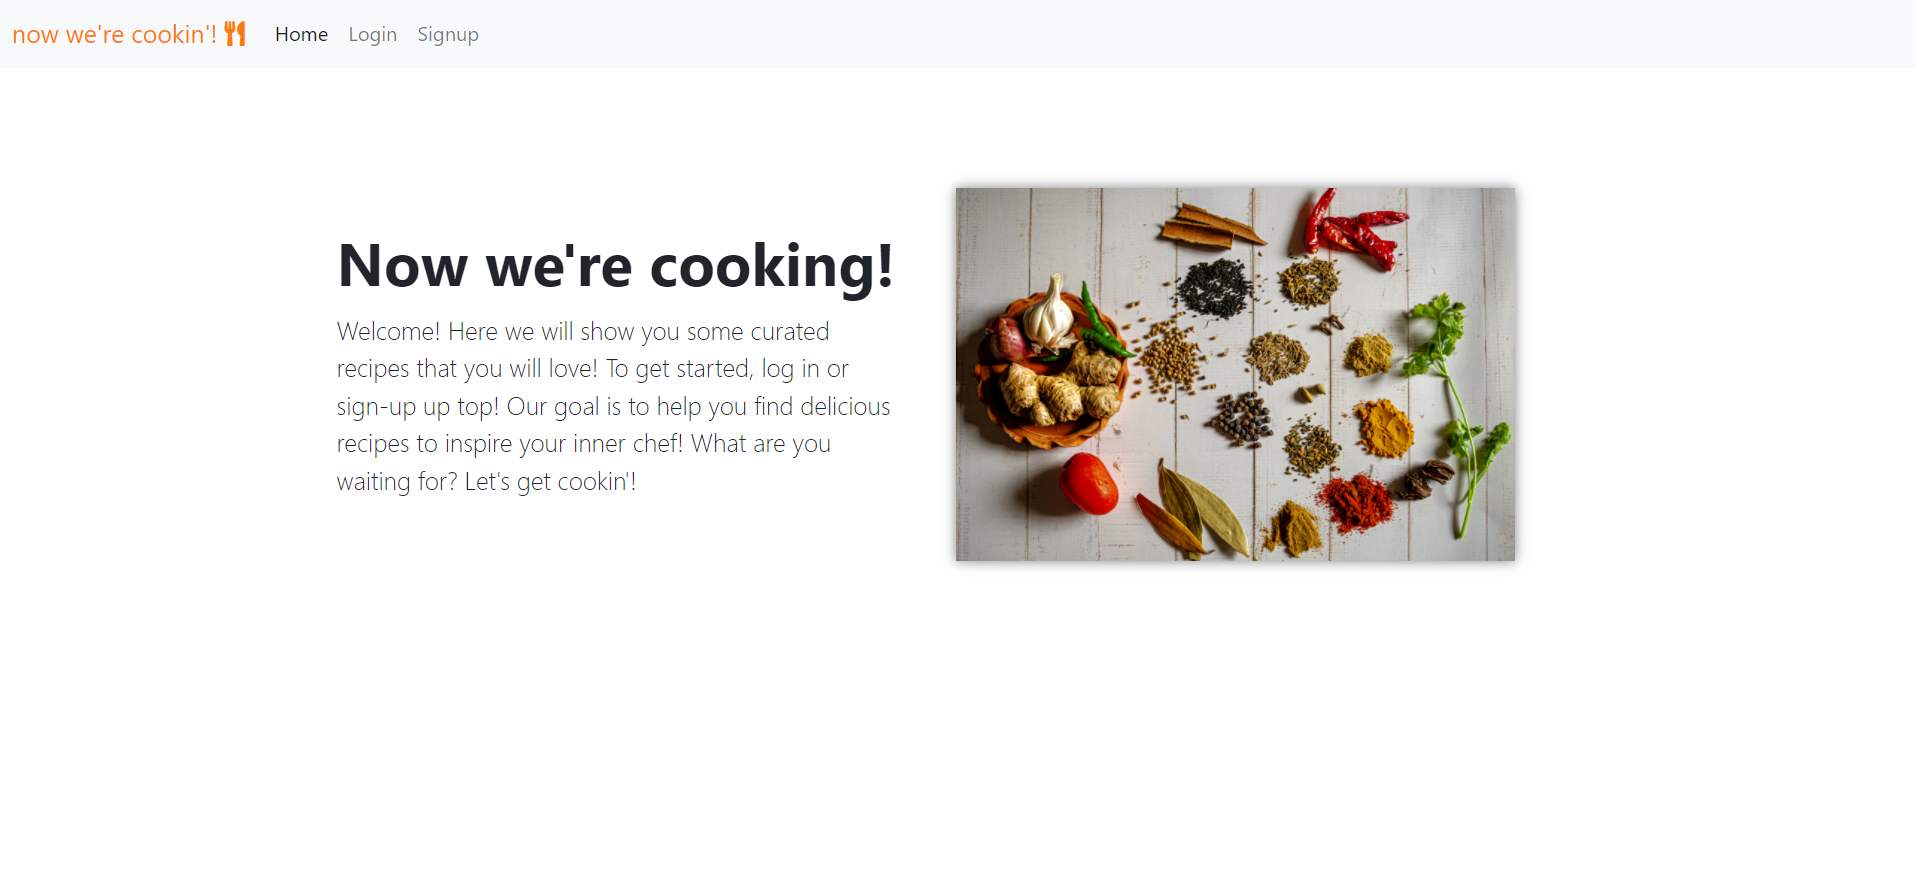 now we're cookin'! Home Login Signup
Now we're cooking!
Welcome! Here we will show you some curated
recipes that you will love! To get started, log in or
sign-up up top! Our goal is to help you find delicious
recipes to inspire your inner chef! What are you
waiting for? Let's get cookin'!